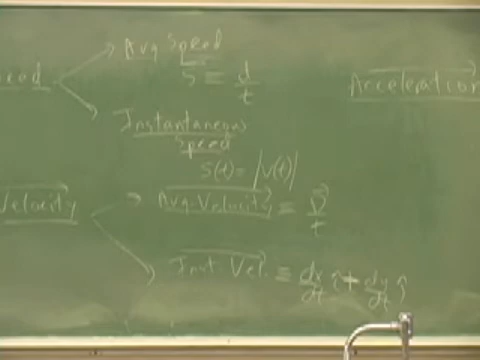 Avg Speed
eed
S ≡ d/t
Acceleration
Instantaneous
Speed
S(t) = |v(t)|
Velocity
Avg. Velocity ≡ D⃗/t
Inst. Vel. ≡ dx/dt î + dy/dt ĵ